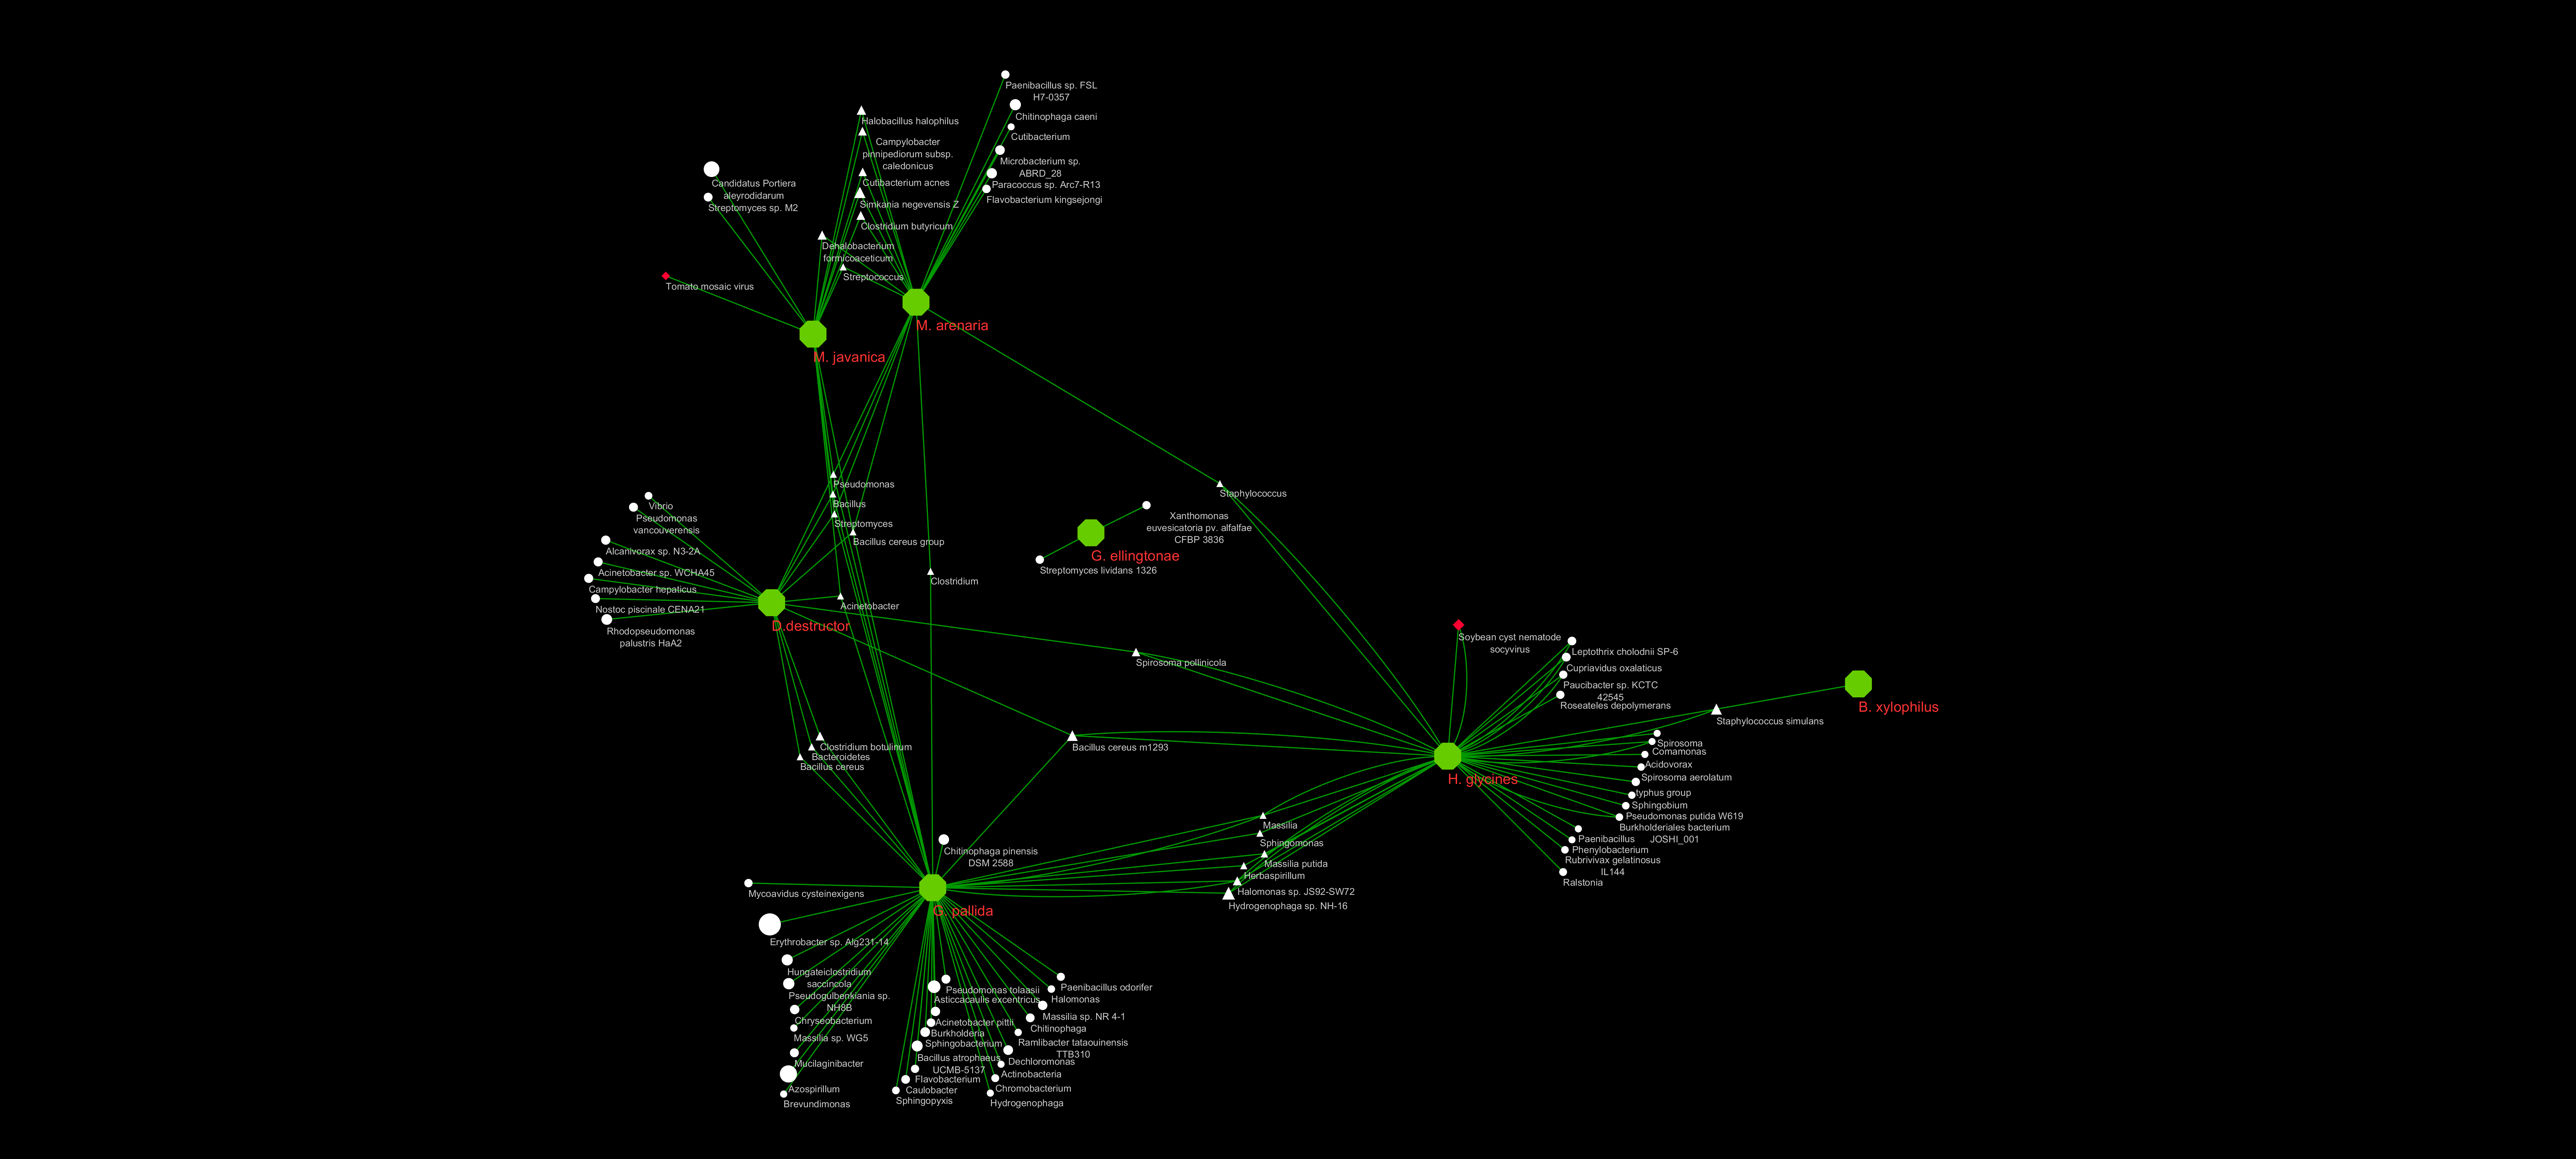 Paenibacillus sp. FSL
H7-0357
Chitinophaga caeni
Cutibacterium
Microbacterium sp.
ABRD_28
Paracoccus sp. Arc7-R13
Flavobacterium kingsejongi
Halobacillus halophilus
Campylobacter
pinnipediorum subsp.
caledonicus
Cutibacterium acnes
Simkania negevensis Z
Clostridium butyricum
Dehalobacterium
formicoaceticum
Streptococcus
Candidatus Portiera
aleyrodidarum
Streptomyces sp. M2
Tomato mosaic virus
M. arenaria
M. javanica
Pseudomonas
Bacillus
Streptomyces
Bacillus cereus group
Clostridium
Acinetobacter
Staphylococcus
Vibrio
Pseudomonas
vancouverensis
Alcanivorax sp. N3-2A
Acinetobacter sp. WCHA45
Campylobacter hepaticus
Nostoc piscinale CENA21
Rhodopseudomonas
palustris HaA2
D.destructor
Xanthomonas
euvesicatoria pv. alfalfae
CFBP 3836
G. ellingtonae
Streptomyces lividans 1326
Spirosoma pollinicola
Bacillus cereus m1293
Clostridium botulinum
Bacteroidetes
Bacillus cereus
Soybean cyst nematode
socyvirus
Leptothrix cholodnii SP-6
Cupriavidus oxalaticus
Paucibacter sp. KCTC
42545
Roseateles depolymerans
B. xylophilus
Staphylococcus simulans
Spirosoma
Comamonas
Acidovorax
Spirosoma aerolatum
typhus group
Sphingobium
Pseudomonas putida W619
Burkholderiales bacterium
JOSHI_001
Paenibacillus
Phenylobacterium
Rubrivivax gelatinosus
IL144
Ralstonia
H. glycines
Massilia
Sphingomonas
Massilia putida
Herbaspirillum
Halomonas sp. JS92-SW72
Hydrogenophaga sp. NH-16
Chitinophaga pinensis
DSM 2588
Mycoavidus cysteinexigens
G. pallida
Erythrobacter sp. Alg231-14
Hungateiclostridium
saccincola
Pseudogulbenkiania sp.
NH8B
Chryseobacterium
Massilia sp. WG5
Mucilaginibacter
Azospirillum
Brevundimonas
Pseudomonas tolaasii
Asticcacaulis excentricus
Acinetobacter pittii
Burkholderia
Sphingobacterium
Bacillus atrophaeus
UCMB-5137
Flavobacterium
Caulobacter
Sphingopyxis
Paenibacillus odorifer
Halomonas
Massilia sp. NR 4-1
Chitinophaga
Ramlibacter tataouinensis
TTB310
Dechloromonas
Actinobacteria
Chromobacterium
Hydrogenophaga